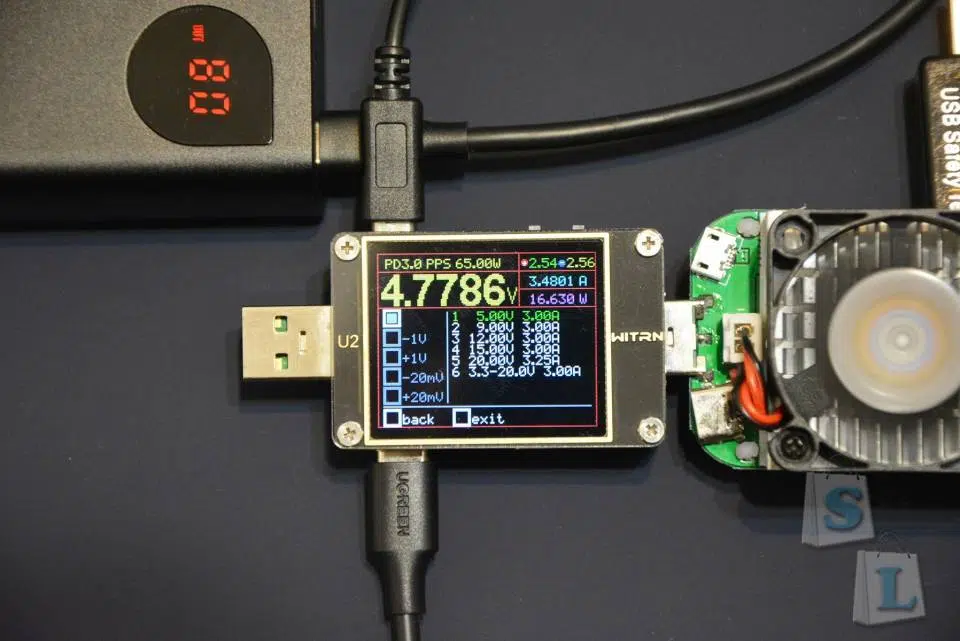 OUT
80
PD3.0 PPS 65.00W
2.54 2.56
4.7786V
3.4801 A
16.630 W
1 5.00V 3.00A
2 9.00V 3.00A
3 12.00V 3.00A
4 15.00V 3.00A
5 20.00V 3.25A
6 3.3-20.0V 3.00A
-1V
+1V
-20mV
+20mV
back
exit
U2
WITRN
UGREEN
USB Safety
S
L